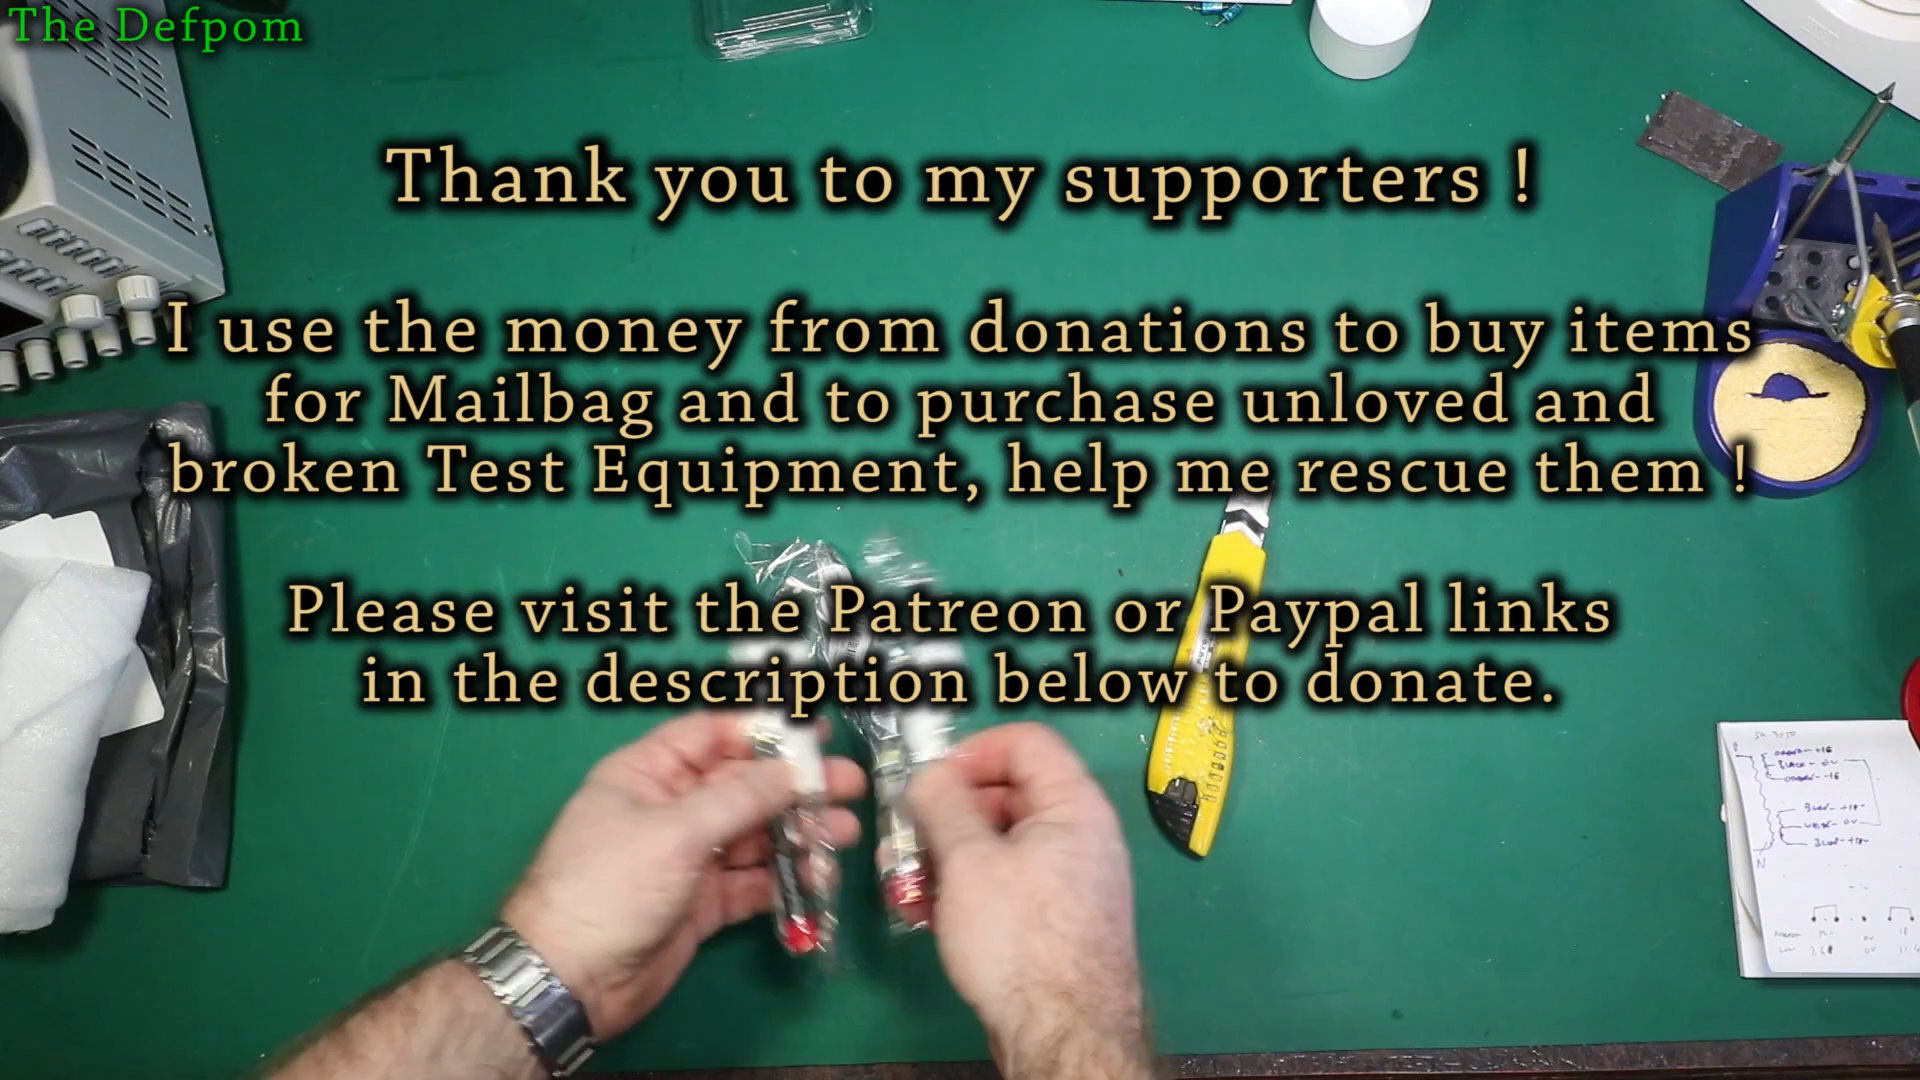 The Defpom
Thank you to my supporters !
I use the money from donations to buy items
for Mailbag and to purchase unloved and
broken Test Equipment, help me rescue them !
Please visit the Patreon or Paypal links
in the description below to donate.